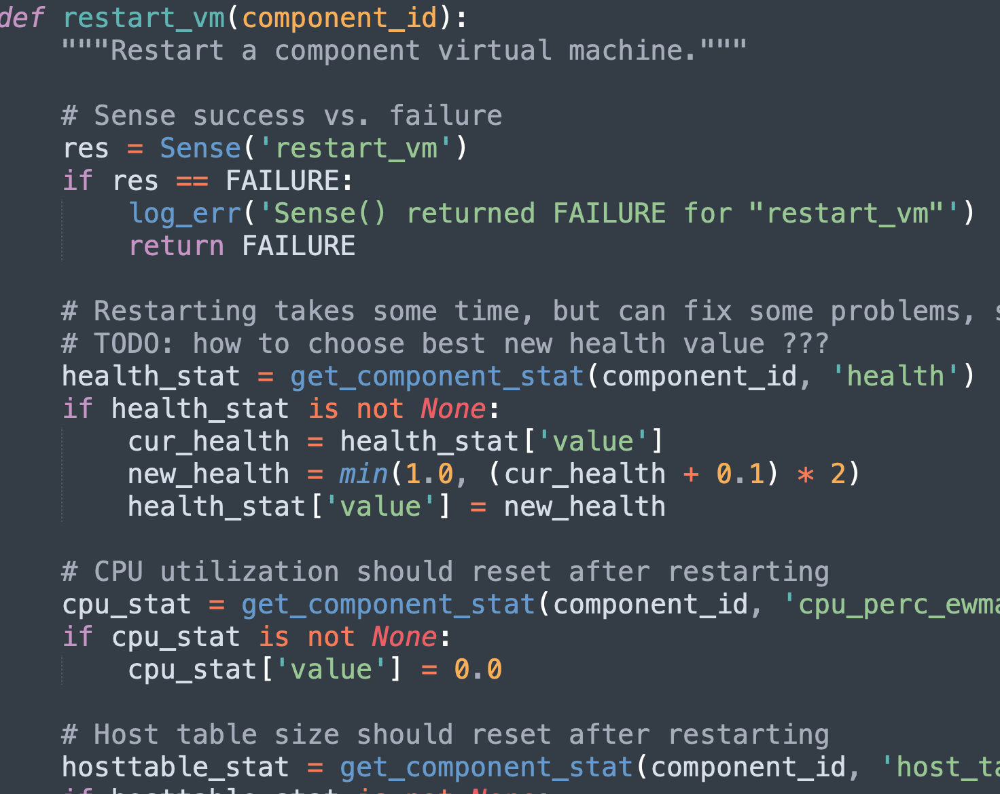 def restart_vm(component_id):
"""Restart a component virtual machine."""
# Sense success vs. failure
res = Sense('restart_vm')
if res == FAILURE:
log_err('Sense() returned FAILURE for "restart_vm"')
return FAILURE
# Restarting takes some time, but can fix some problems,
# TODO: how to choose best new health value ???
health_stat = get_component_stat(component_id, 'health')
if health_stat is not None:
cur_health = health_stat['value']
new_health = min(1.0, (cur_health + 0.1) * 2)
health_stat['value'] = new_health
# CPU utilization should reset after restarting
cpu_stat = get_component_stat(component_id, 'cpu_perc_ewma
if cpu_stat is not None:
cpu_stat['value'] = 0.0
# Host table size should reset after restarting
hosttable_stat = get_component_stat(component_id, 'host_ta
if hosttable_stat is not None: